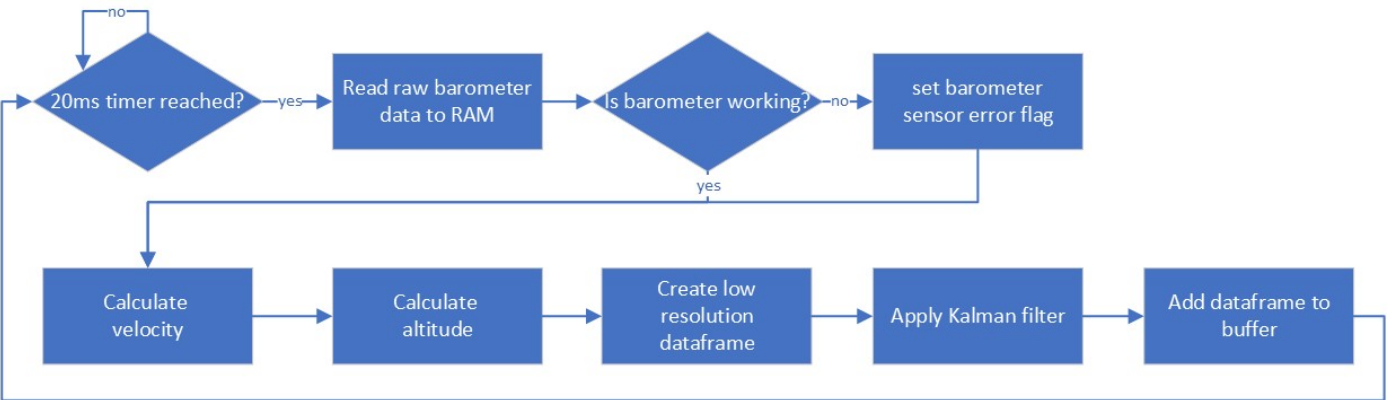 no
20ms timer reached?
yes
Read raw barometer
data to RAM
Is barometer working?
no
set barometer
sensor error flag
yes
Calculate
velocity
Calculate
altitude
Create low
resolution
dataframe
Apply Kalman filter
Add dataframe to
buffer